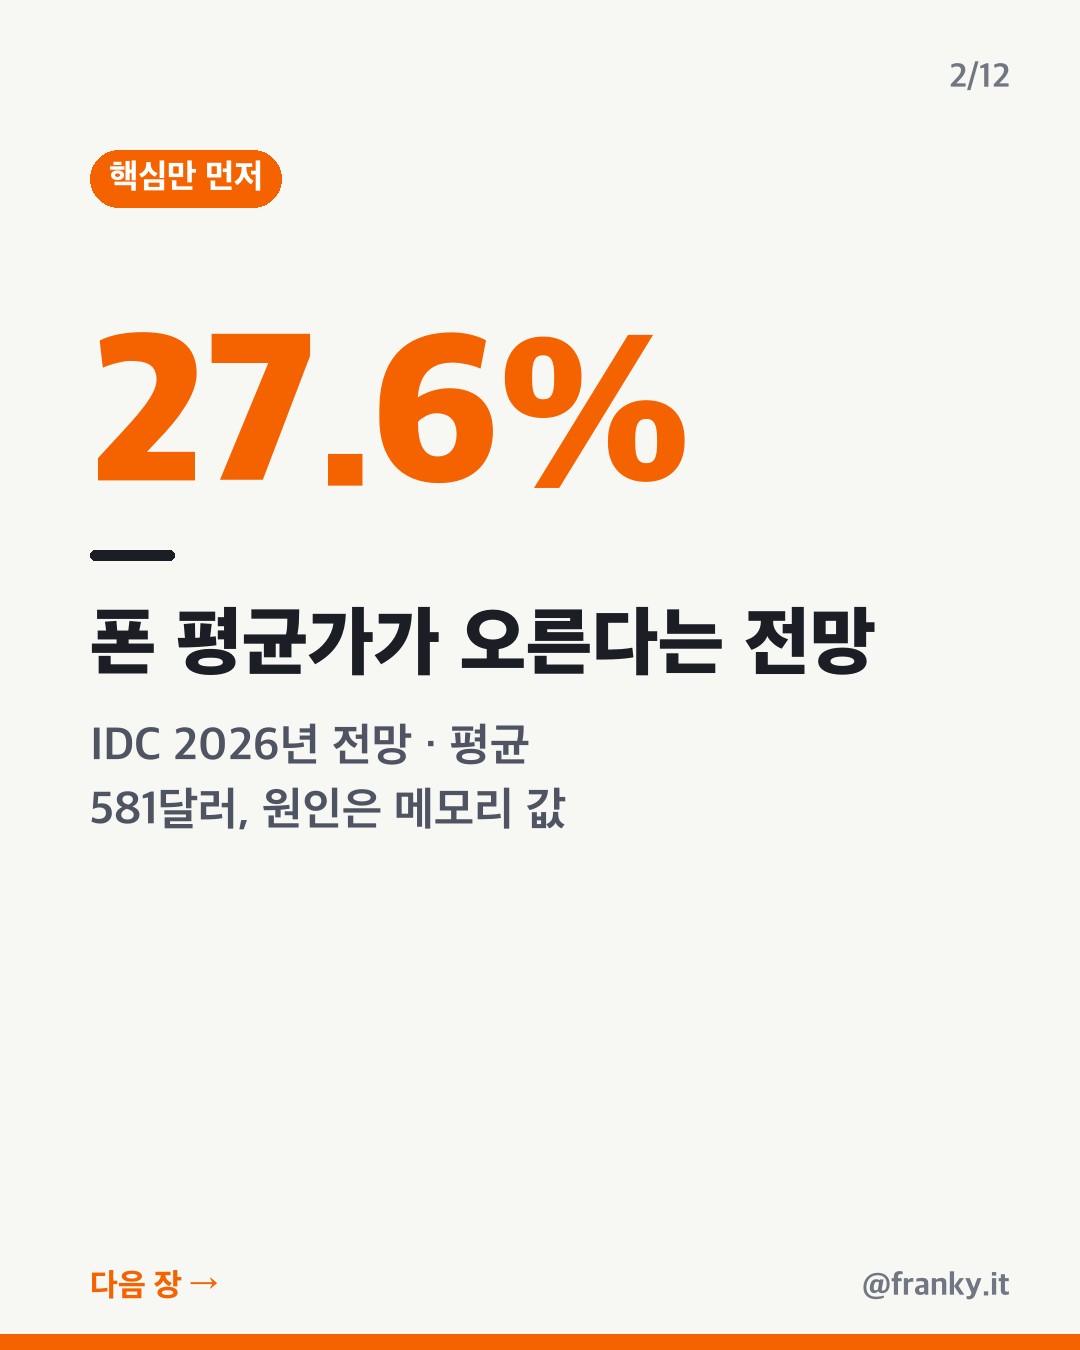 2/12
핵심만 먼저
27.6%
폰 평균가가 오른다는 전망
IDC 2026년 전망 · 평균
581달러, 원인은 메모리 값
다음 장 →
@franky.it